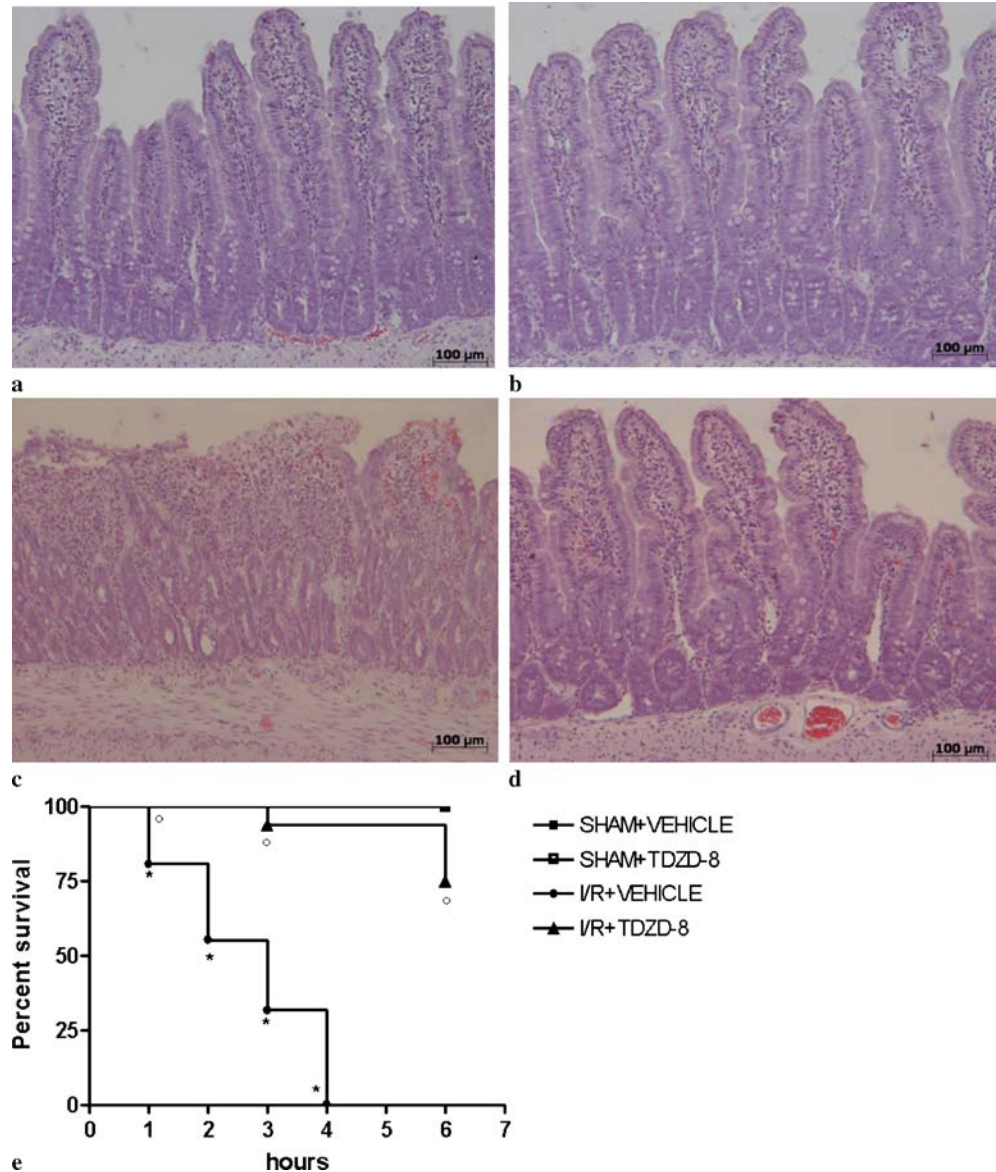 100 µm
100 µm
a
b
100 µm
100 µm
c
d
100
75
50
25
0
Percent survival
0 1 2 3 4 5 6 7
hours
* * * *
SHAM+VEHICLE
SHAM+TDZD-8
I/R+VEHICLE
I/R+TDZD-8
e